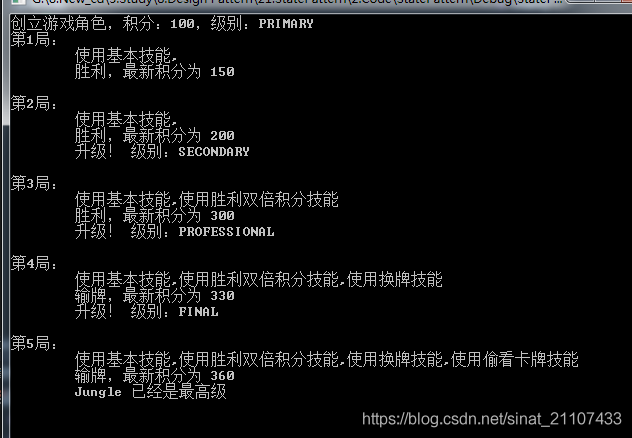 G:\6.New_cd\9.Study\6.Design Pattern\21.StatePattern\2.Code\StatePattern\Debug\StateP...
创立游戏角色，积分：100，级别：PRIMARY
第1局：
使用基本技能,
胜利，最新积分为 150
第2局：
使用基本技能,
胜利，最新积分为 200
升级！ 级别：SECONDARY
第3局：
使用基本技能,使用胜利双倍积分技能
胜利，最新积分为 300
升级！ 级别：PROFESSIONAL
第4局：
使用基本技能,使用胜利双倍积分技能,使用换牌技能
输牌，最新积分为 330
升级！ 级别：FINAL
第5局：
使用基本技能,使用胜利双倍积分技能,使用换牌技能,使用偷看卡牌技能
输牌，最新积分为 360
Jungle 已经是最高级
https://blog.csdn.net/sinat_21107433